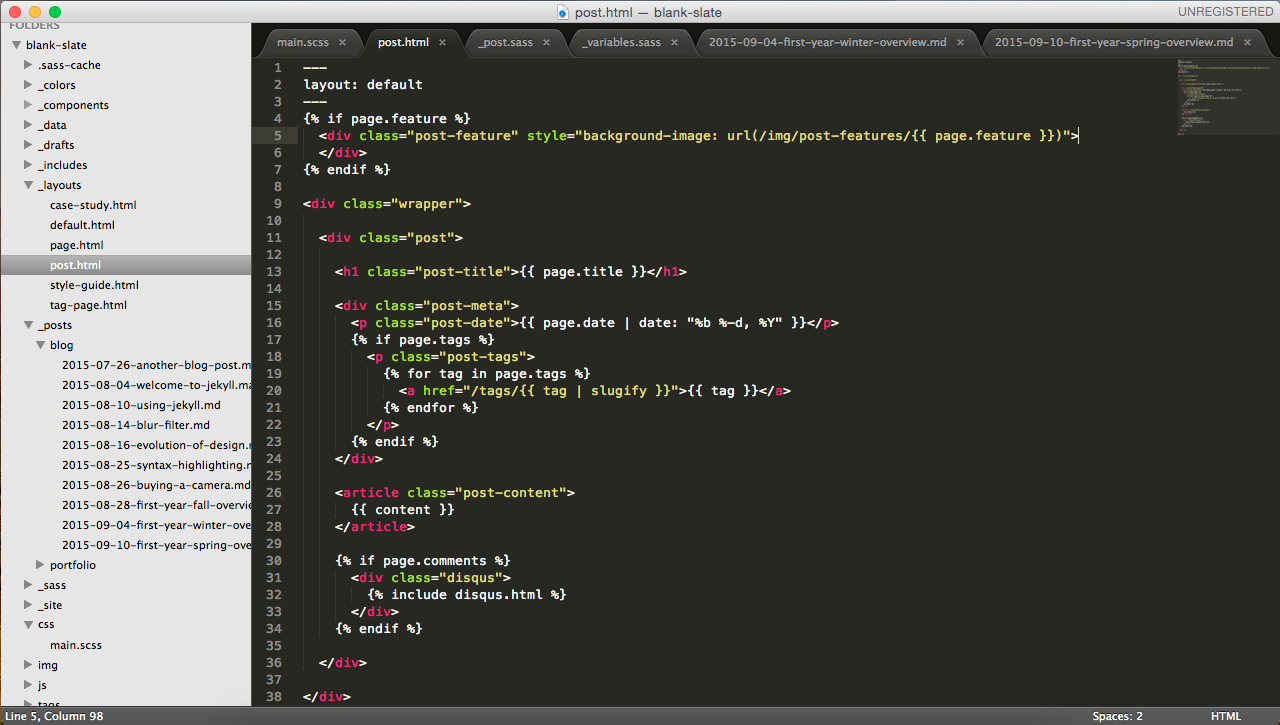 post.html — blank-slate
UNREGISTERED
FOLDERS
blank-slate
.sass-cache
_colors
_components
_data
_drafts
_includes
_layouts
case-study.html
default.html
page.html
post.html
style-guide.html
tag-page.html
_posts
blog
2015-07-26-another-blog-post.m
2015-08-04-welcome-to-jekyll.ma
2015-08-10-using-jekyll.md
2015-08-14-blur-filter.md
2015-08-16-evolution-of-design.r
2015-08-25-syntax-highlighting.r
2015-08-26-buying-a-camera.md
2015-08-28-first-year-fall-overvie
2015-09-04-first-year-winter-ove
2015-09-10-first-year-spring-ove
portfolio
_sass
_site
css
main.scss
img
js
tags
main.scss ×
post.html ×
_post.sass ×
_variables.sass ×
2015-09-04-first-year-winter-overview.md ×
2015-09-10-first-year-spring-overview.md ×
1 ---
2 layout: default
3 ---
4 {% if page.feature %}
5 <div class="post-feature" style="background-image: url(/img/post-features/{{ page.feature }})">
6 </div>
7 {% endif %}
8
9 <div class="wrapper">
10
11 <div class="post">
12
13 <h1 class="post-title">{{ page.title }}</h1>
14
15 <div class="post-meta">
16 <p class="post-date">{{ page.date | date: "%b %-d, %Y" }}</p>
17 {% if page.tags %}
18 <p class="post-tags">
19 {% for tag in page.tags %}
20 <a href="/tags/{{ tag | slugify }}">{{ tag }}</a>
21 {% endfor %}
22 </p>
23 {% endif %}
24 </div>
25
26 <article class="post-content">
27 {{ content }}
28 </article>
29
30 {% if page.comments %}
31 <div class="disqus">
32 {% include disqus.html %}
33 </div>
34 {% endif %}
35
36 </div>
37
38 </div>
Line 5, Column 98
Spaces: 2
HTML